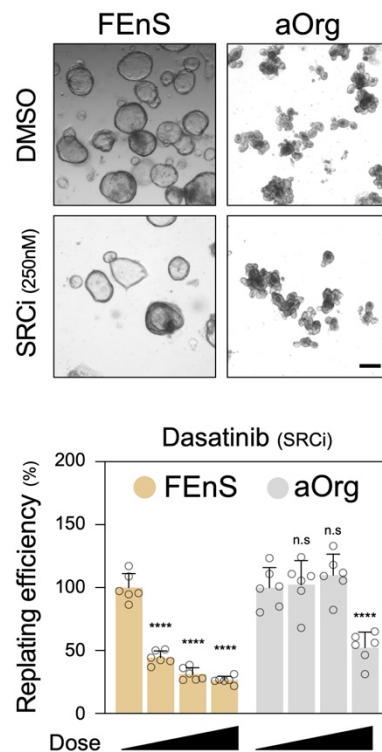 FEnS aOrg
DMSO
SRCi (250nM)
Dasatinib (SRCi)
FEnS aOrg
Replating efficiency (%)
200
150
100
50
0
**** **** **** n.s n.s ****
Dose